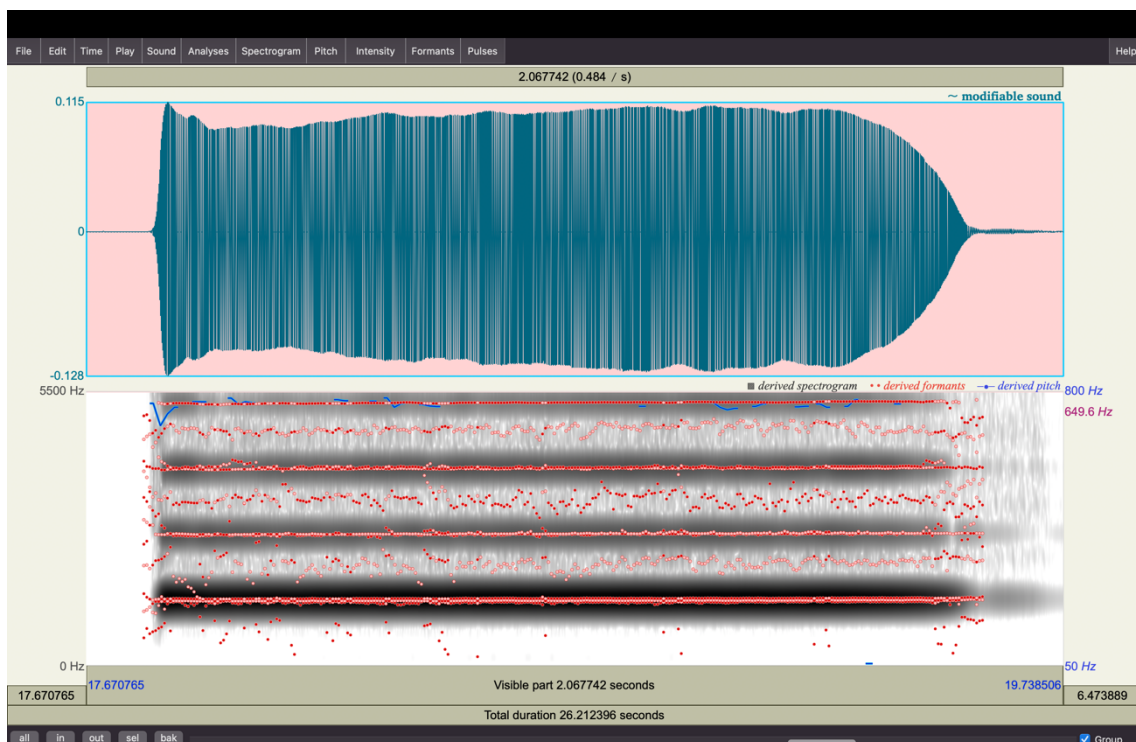 File Edit Time Play Sound Analyses Spectrogram Pitch Intensity Formants Pulses Help
2.067742 (0.484 / s)
0.115
~ modifiable sound
0
-0.128
5500 Hz
derived spectrogram derived formants derived pitch
800 Hz
649.6 Hz
0 Hz
50 Hz
17.670765
17.670765 Visible part 2.067742 seconds 19.738506
6.473889
Total duration 26.212396 seconds
all in out sel bak Group